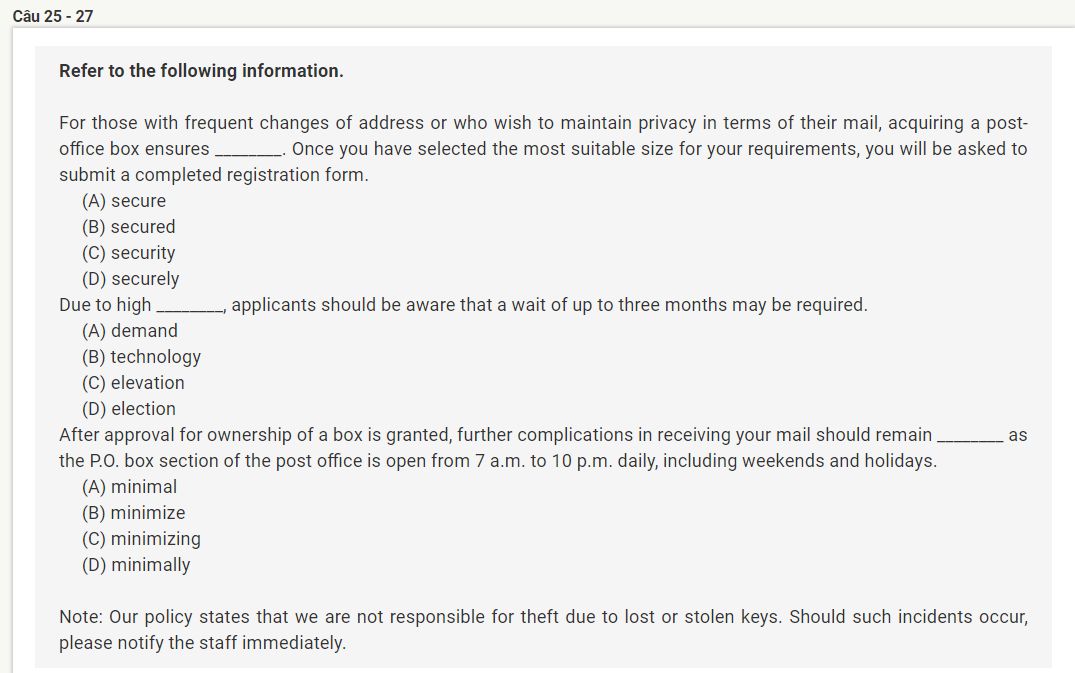 Câu 25 - 27
Refer to the following information.
For those with frequent changes of address or who wish to maintain privacy in terms of their mail, acquiring a post-
office box ensures ________. Once you have selected the most suitable size for your requirements, you will be asked to
submit a completed registration form.
(A) secure
(B) secured
(C) security
(D) securely
Due to high ________, applicants should be aware that a wait of up to three months may be required.
(A) demand
(B) technology
(C) elevation
(D) election
After approval for ownership of a box is granted, further complications in receiving your mail should remain ________ as
the P.O. box section of the post office is open from 7 a.m. to 10 p.m. daily, including weekends and holidays.
(A) minimal
(B) minimize
(C) minimizing
(D) minimally
Note: Our policy states that we are not responsible for theft due to lost or stolen keys. Should such incidents occur,
please notify the staff immediately.